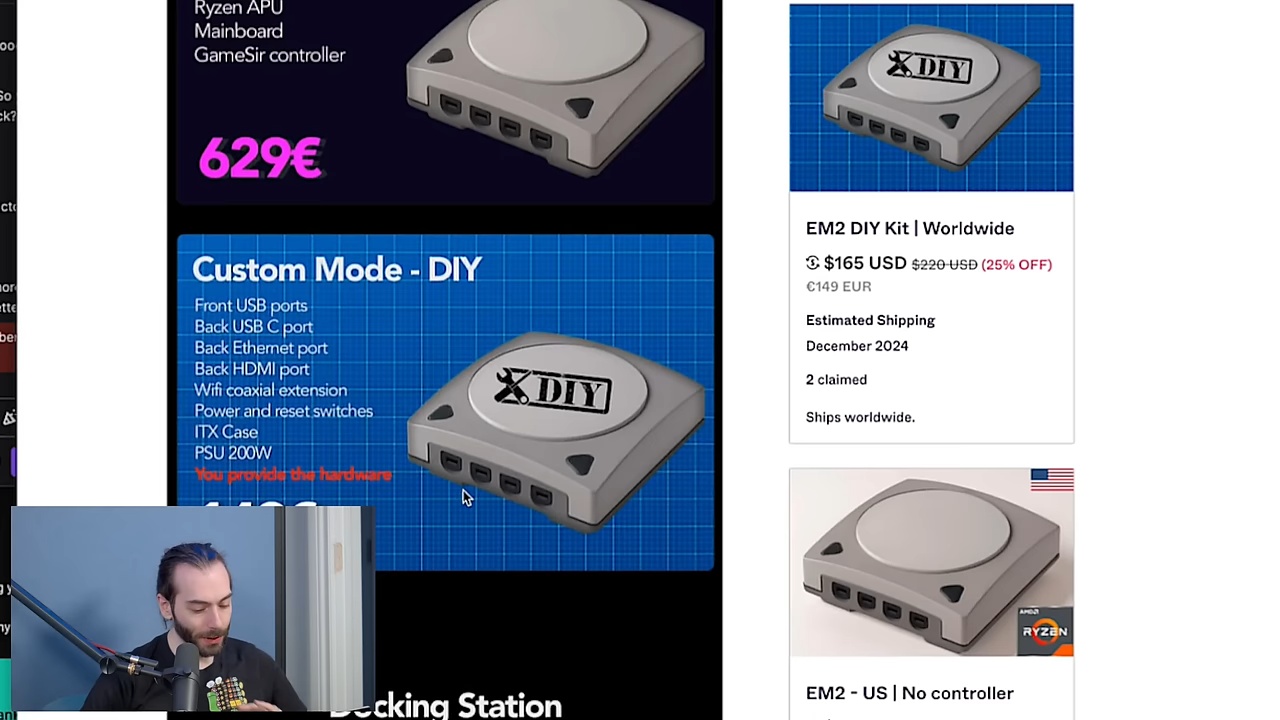 Ryzen APU
Mainboard
GameSir controller
629€
Custom Mode - DIY
Front USB ports
Back USB C port
Back Ethernet port
Back HDMI port
Wifi coaxial extension
Power and reset switches
ITX Case
PSU 200W
You provide the hardware
DIY
Docking Station
DIY
EM2 DIY Kit | Worldwide
$165 USD $220 USD (25% OFF)
€149 EUR
Estimated Shipping
December 2024
2 claimed
Ships worldwide.
AMD
RYZEN
EM2 - US | No controller